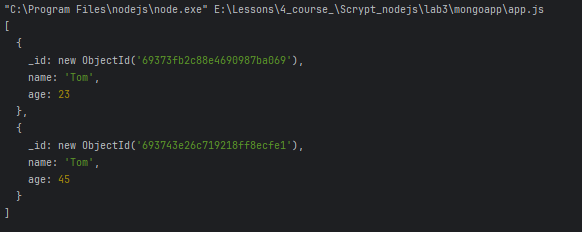 "C:\Program Files\nodejs\node.exe" E:\Lessons\4_course_\Scrypt_nodejs\lab3\mongoapp\app.js
[
  {
    _id: new ObjectId('69373fb2c88e4690987ba069'),
    name: 'Tom',
    age: 23
  },
  {
    _id: new ObjectId('693743e26c719218ff8ecfe1'),
    name: 'Tom',
    age: 45
  }
]